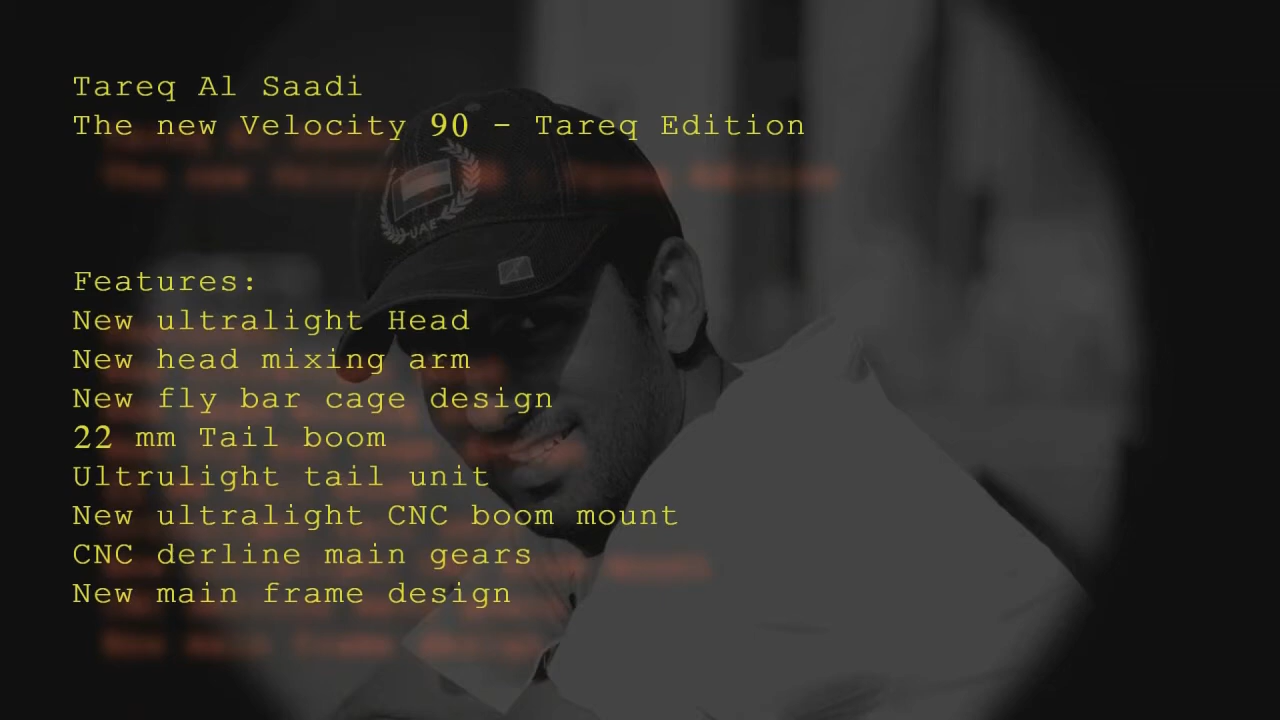 Tareq Al Saadi
The new Velocity 90 - Tareq Edition
UAE
Features:
New ultralight Head
New head mixing arm
New fly bar cage design
22 mm Tail boom
Ultrulight tail unit
New ultralight CNC boom mount
CNC derline main gears
New main frame design